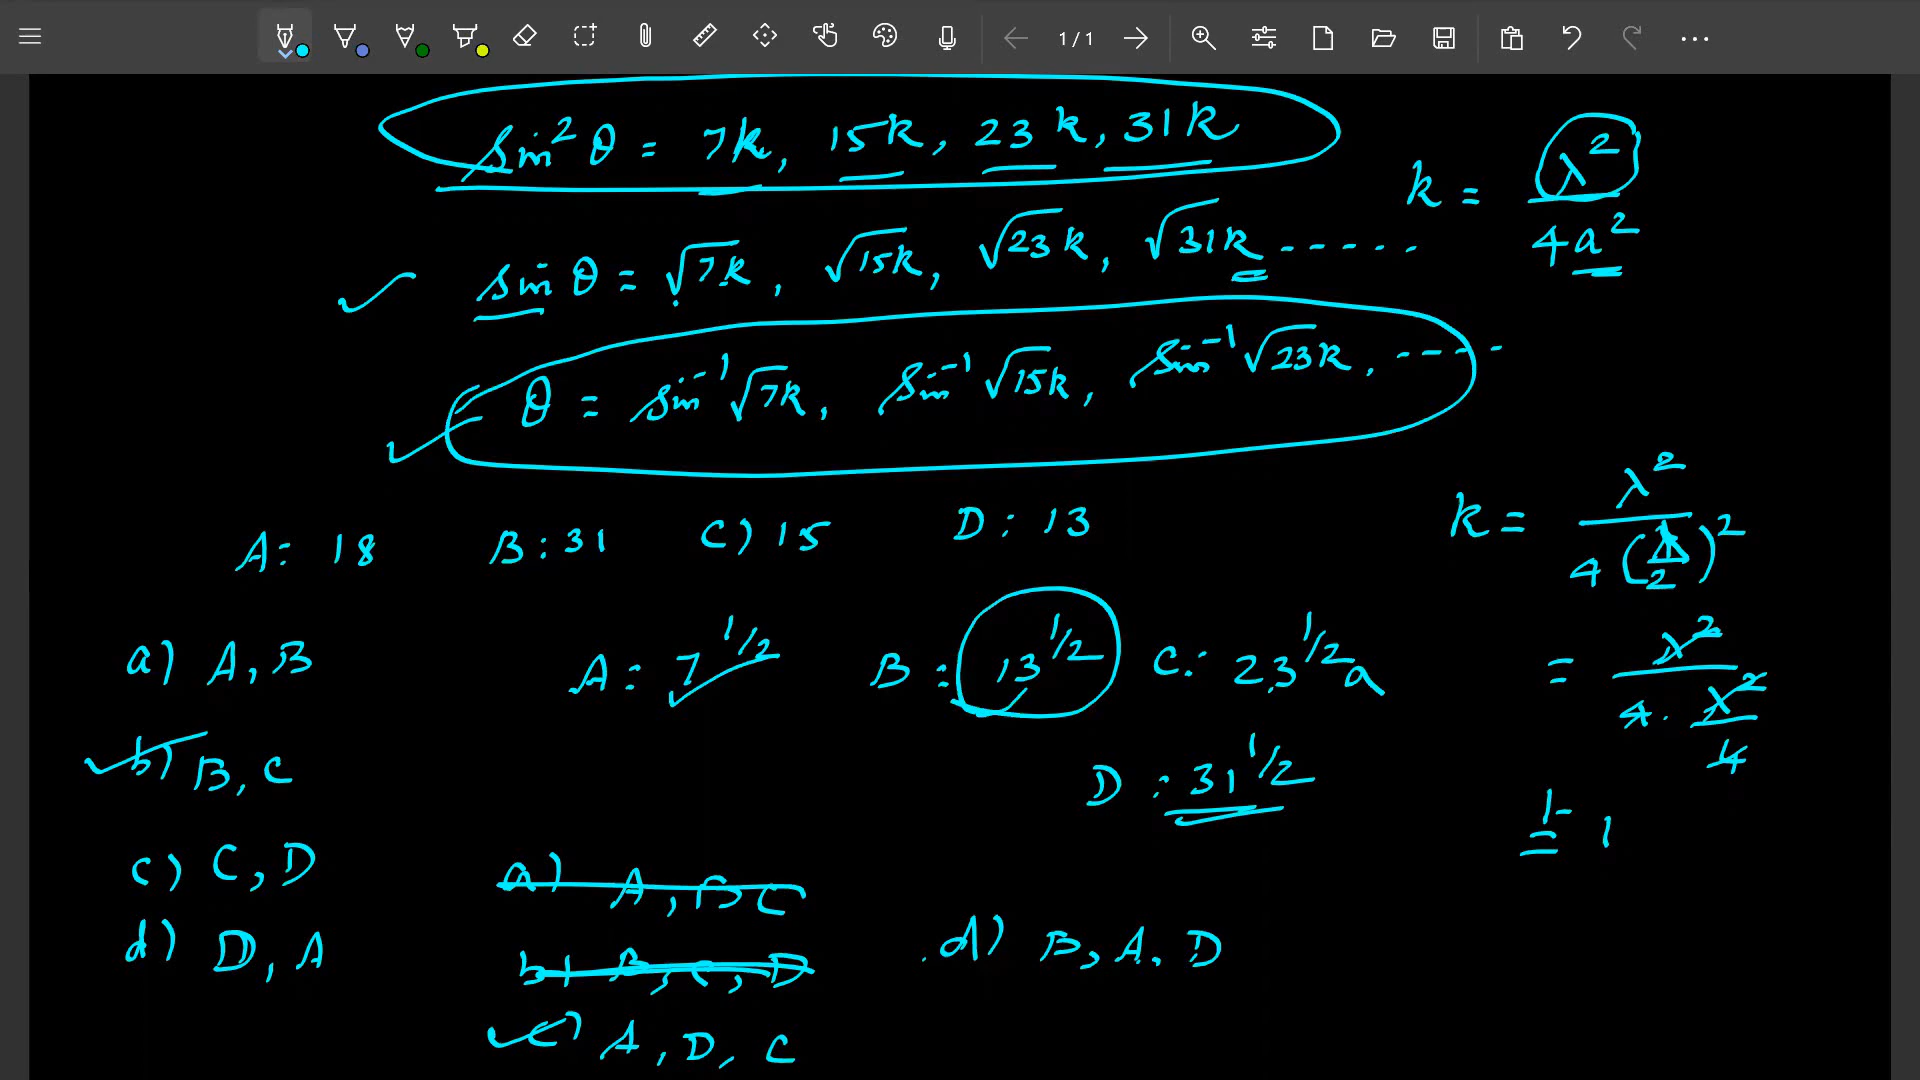 1 / 1
sin² θ = 7k, 15k, 23k, 31k
k = λ² / 4a²
sin θ = √7k, √15k, √23k, √31k ------
θ = sin⁻¹ √7k, sin⁻¹ √15k, sin⁻¹ √23k, ----
A: 18 B: 31 C) 15 D: 13
k = λ² / 4 (λ/2)²
a) A, B
A: 7^1/2 B: 13^1/2 C: 23^1/2 a
= λ² / 4 · λ²/4
b) B, C
D: 31^1/2
= 1
c) C, D
a) A, B C
d) D, A
d) B, A, D
b) B, C, D
c) A, D, C